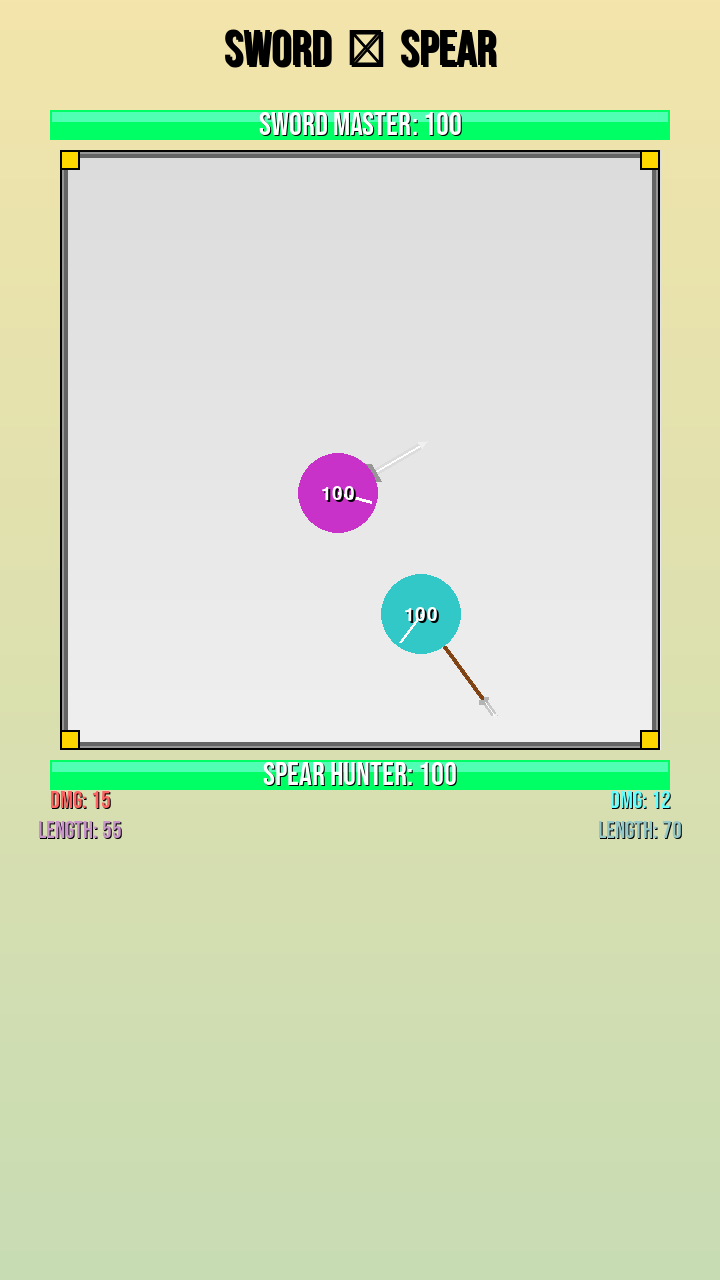 SWORD ☒ SPEAR
SWORD MASTER: 100
100
100
SPEAR HUNTER: 100
DMG: 15
DMG: 12
LENGTH: 55
LENGTH: 70